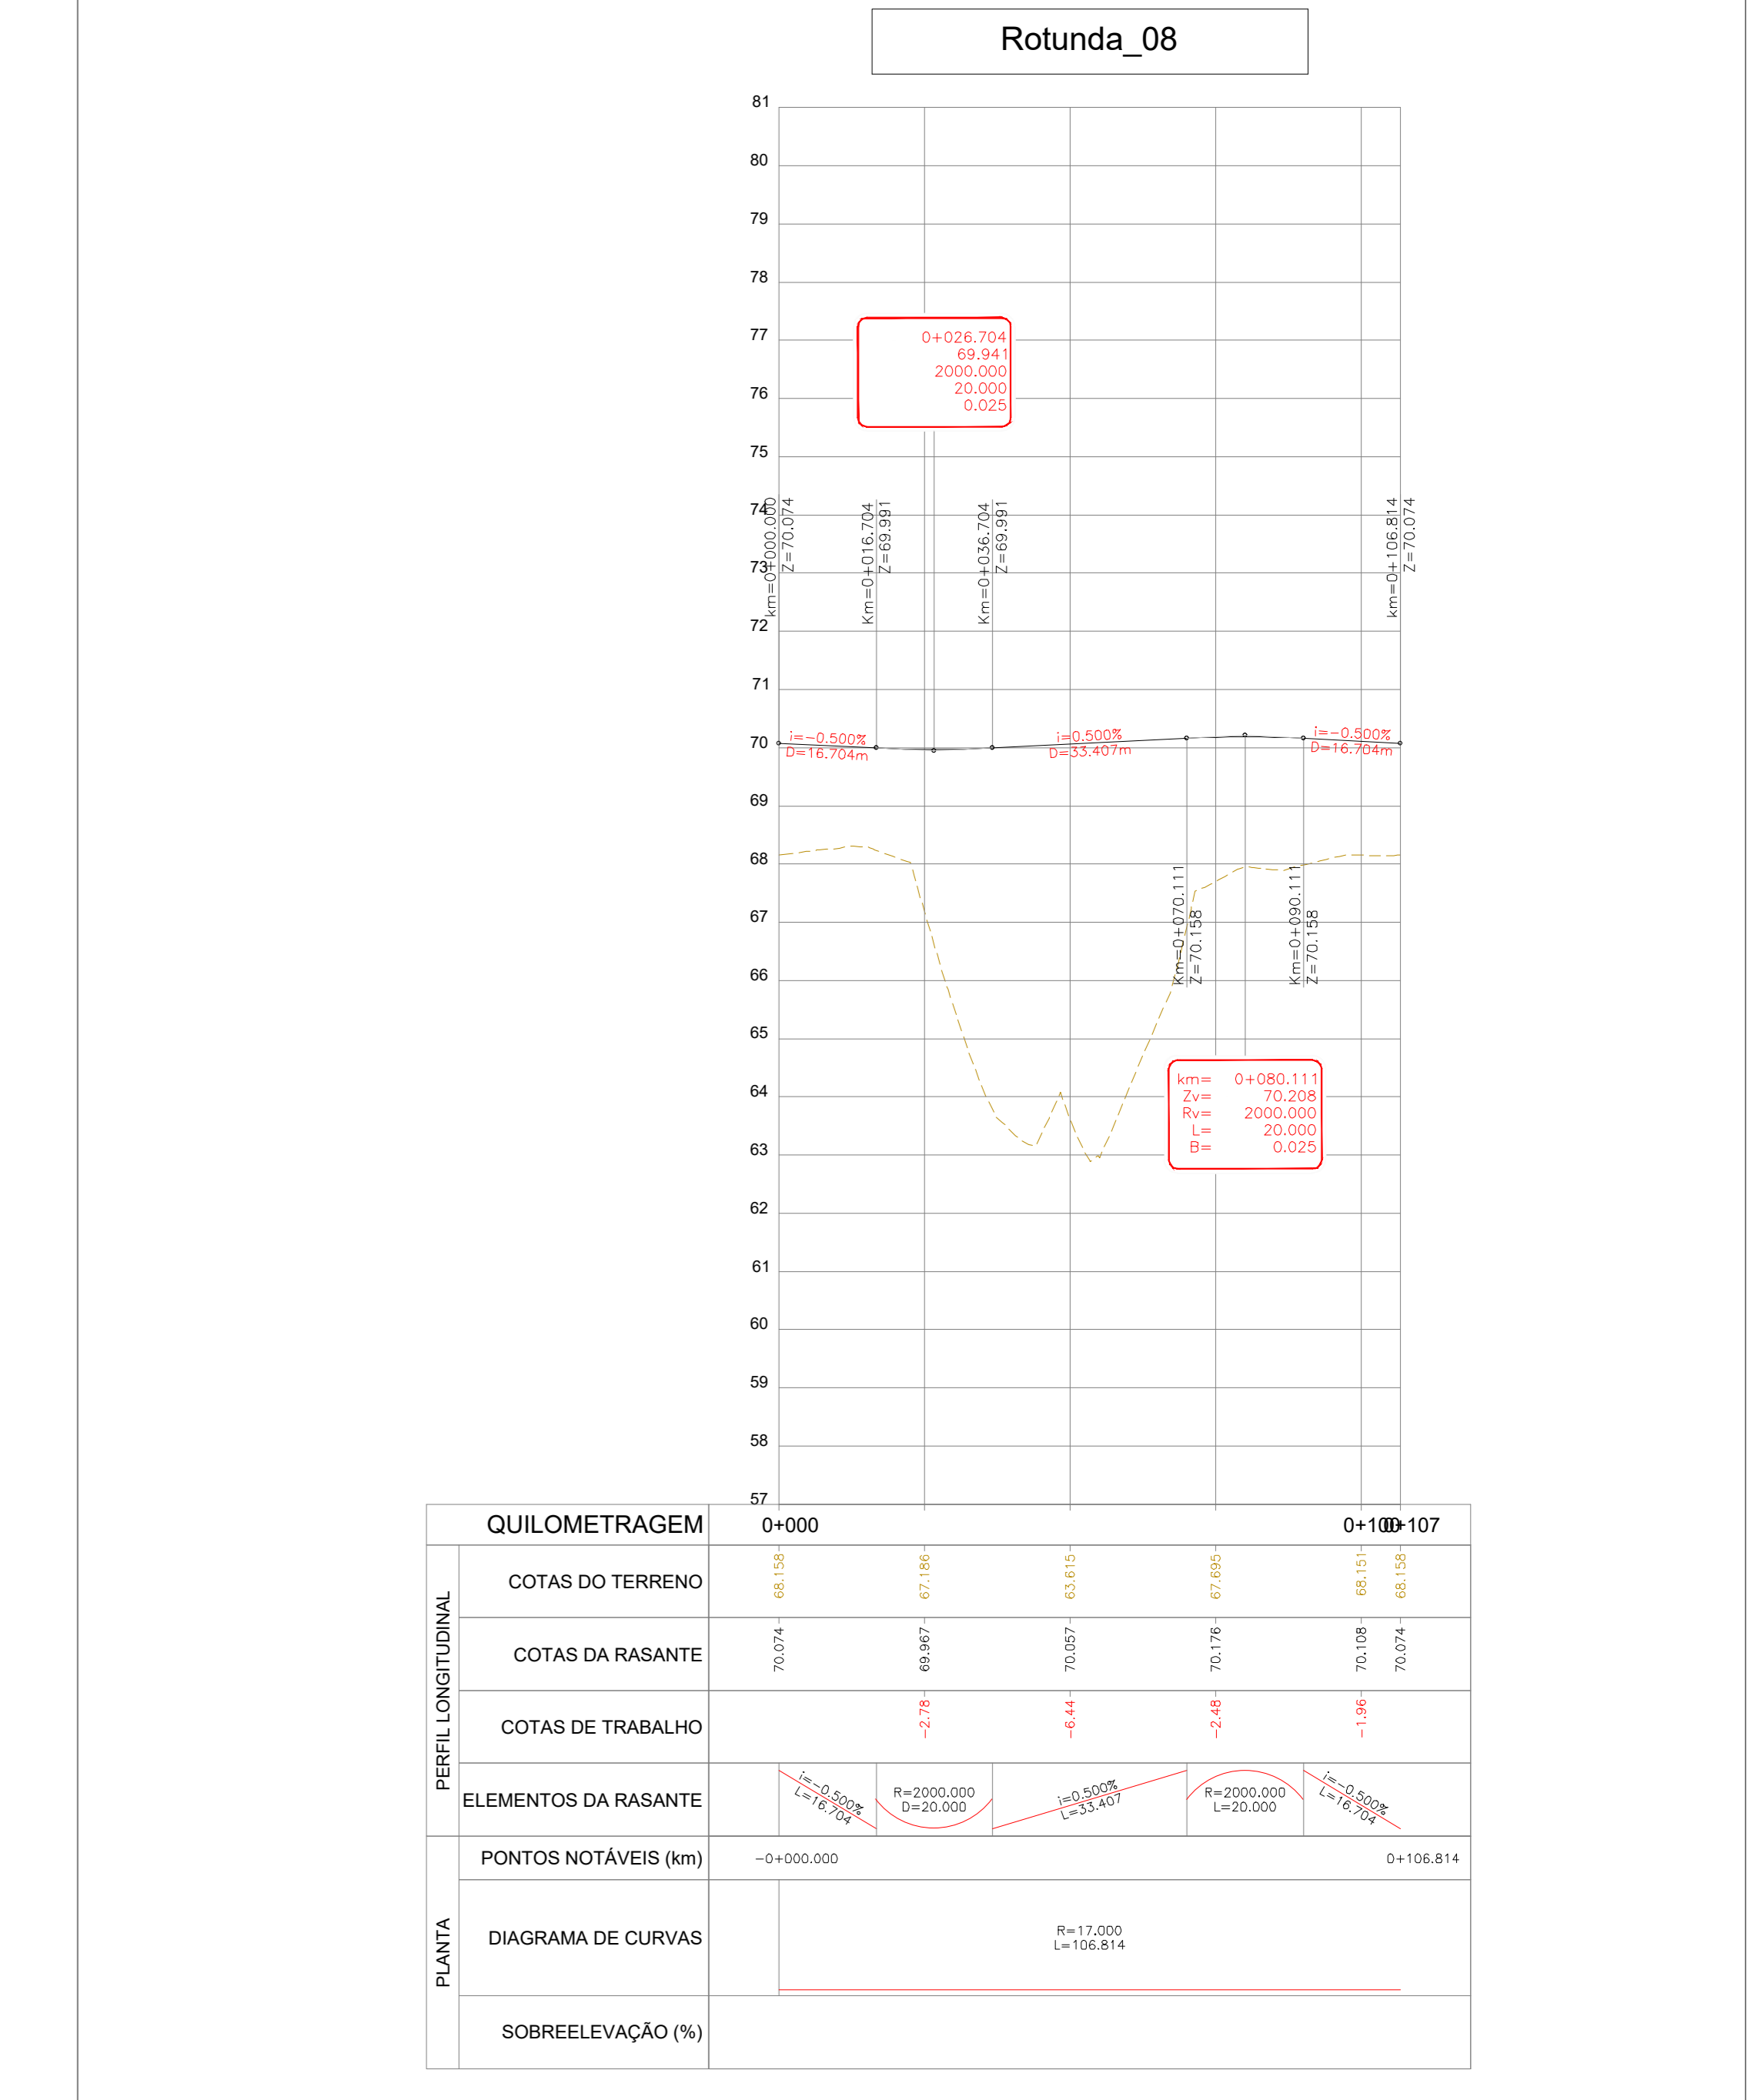 Rotunda_08
81
80
79
78
77
76
75
74
73
72
71
70
69
68
67
66
65
64
63
62
61
60
59
58
57
0+026.704
69.941
2000.000
20.000
0.025
km=0+000.000
Z=70.074
Km=0+016.704
Z=69.991
Km=0+036.704
Z=69.991
km=0+106.814
Z=70.074
i=-0.500%
D=16.704m
i=0.500%
D=33.407m
i=-0.500%
D=16.704m
Km=0+070.111
Z=70.158
Km=0+090.111
Z=70.158
km= 0+080.111
Zv= 70.208
Rv= 2000.000
L= 20.000
B= 0.025
QUILOMETRAGEM 0+000 0+100 0+107
PERFIL LONGITUDINAL
COTAS DO TERRENO 68.158 67.186 63.615 67.695 68.151 68.158
COTAS DA RASANTE 70.074 69.967 70.057 70.176 70.108 70.074
COTAS DE TRABALHO -2.78 -6.44 -2.48 -1.96
ELEMENTOS DA RASANTE
i=-0.500%
L=16.704
R=2000.000
D=20.000
i=0.500%
L=33.407
R=2000.000
L=20.000
i=-0.500%
L=16.704
PLANTA
PONTOS NOTÁVEIS (km) -0+000.000 0+106.814
DIAGRAMA DE CURVAS
R=17.000
L=106.814
SOBREELEVAÇÃO (%)